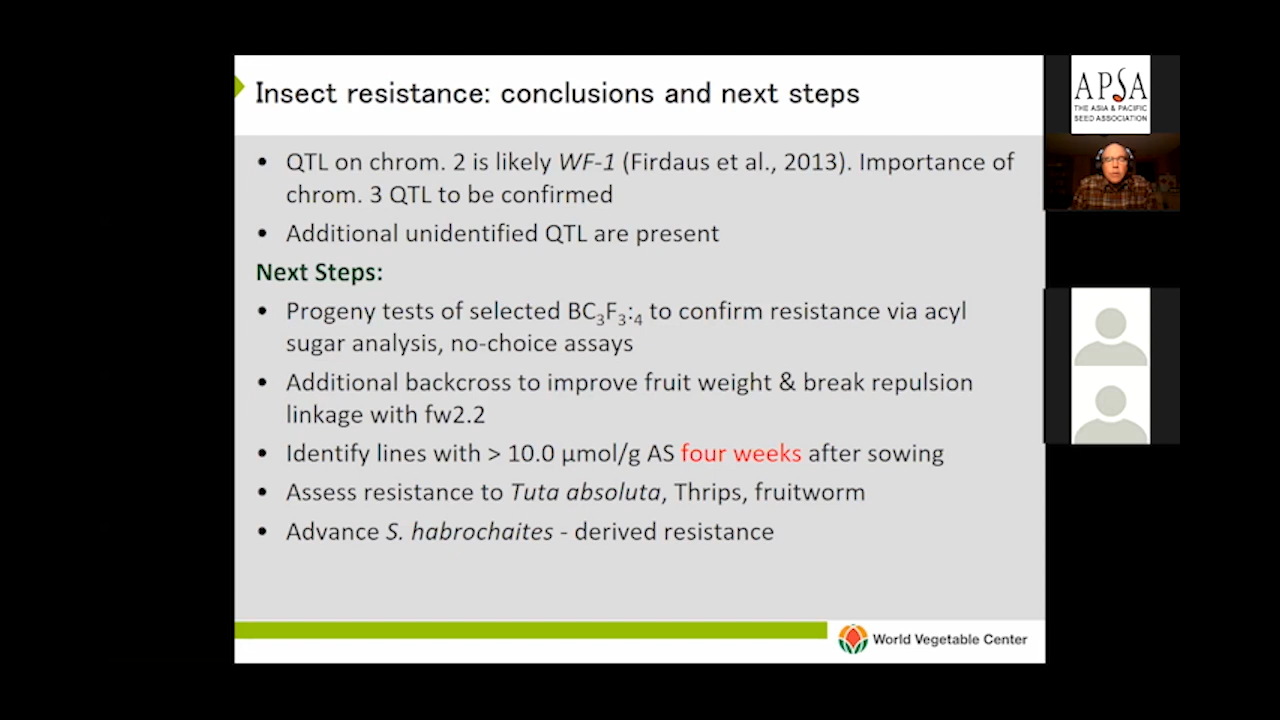 Insect resistance: conclusions and next steps
• QTL on chrom. 2 is likely WF-1 (Firdaus et al., 2013). Importance of
chrom. 3 QTL to be confirmed
• Additional unidentified QTL are present
Next Steps:
• Progeny tests of selected BC₃F₃:₄ to confirm resistance via acyl
sugar analysis, no-choice assays
• Additional backcross to improve fruit weight & break repulsion
linkage with fw2.2
• Identify lines with > 10.0 µmol/g AS four weeks after sowing
• Assess resistance to Tuta absoluta, Thrips, fruitworm
• Advance S. habrochaites - derived resistance
World Vegetable Center
APSA
THE ASIA & PACIFIC
SEED ASSOCIATION